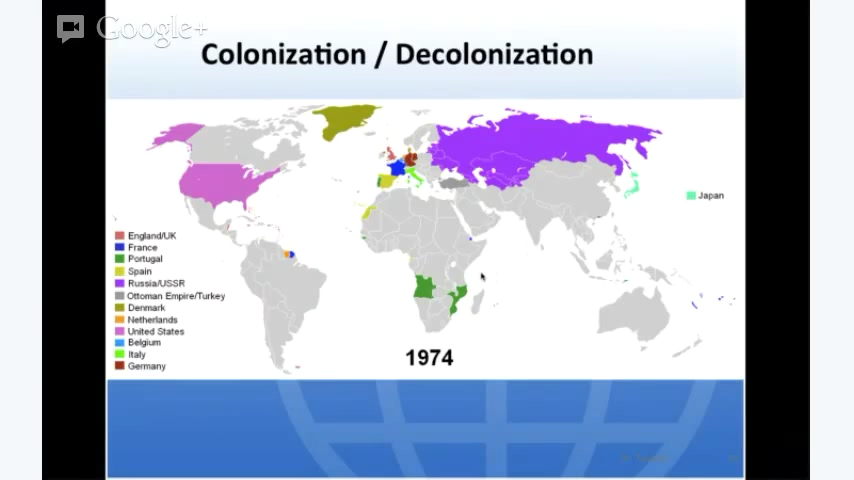 Google+
Colonization / Decolonization
Japan
England/UK
France
Portugal
Spain
Russia/USSR
Ottoman Empire/Turkey
Denmark
Netherlands
United States
Belgium
Italy
Germany
1974